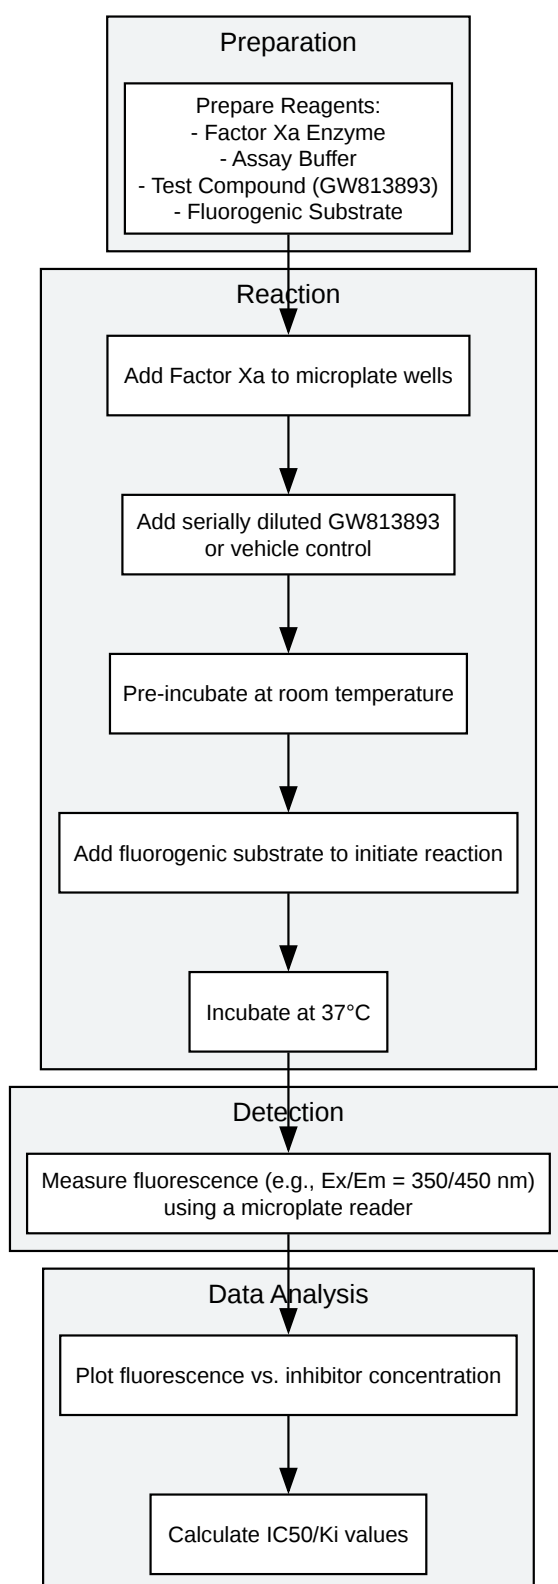 Preparation
Prepare Reagents:
- Factor Xa Enzyme
- Assay Buffer
- Test Compound (GW813893)
- Fluorogenic Substrate
Reaction
Add Factor Xa to microplate wells
Add serially diluted GW813893
or vehicle control
Pre-incubate at room temperature
Add fluorogenic substrate to initiate reaction
Incubate at 37°C
Detection
Measure fluorescence (e.g., Ex/Em = 350/450 nm)
using a microplate reader
Data Analysis
Plot fluorescence vs. inhibitor concentration
Calculate IC50/Ki values